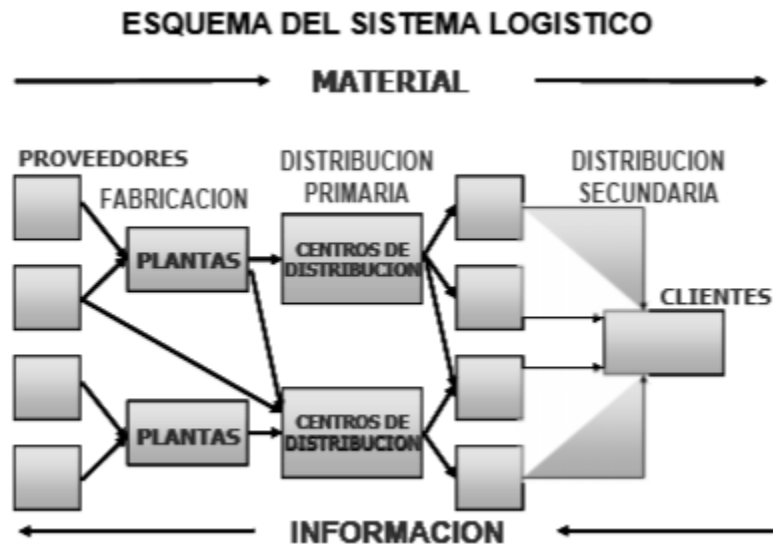 ESQUEMA DEL SISTEMA LOGISTICO
MATERIAL
PROVEEDORES
FABRICACION
DISTRIBUCION
PRIMARIA
DISTRIBUCION
SECUNDARIA
PLANTAS
CENTROS DE
DISTRIBUCION
CLIENTES
PLANTAS
CENTROS DE
DISTRIBUCION
INFORMACION